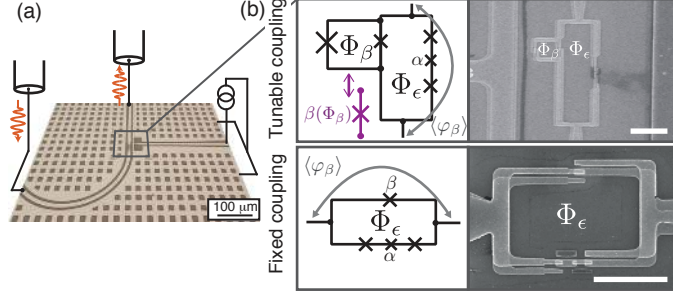 (a)
(b)
Tunable coupling
Φβ
α
Φϵ
β(Φβ)
⟨φβ⟩
Φβ
Φϵ
100 μm
Fixed coupling
⟨φβ⟩
β
Φϵ
α
Φϵ